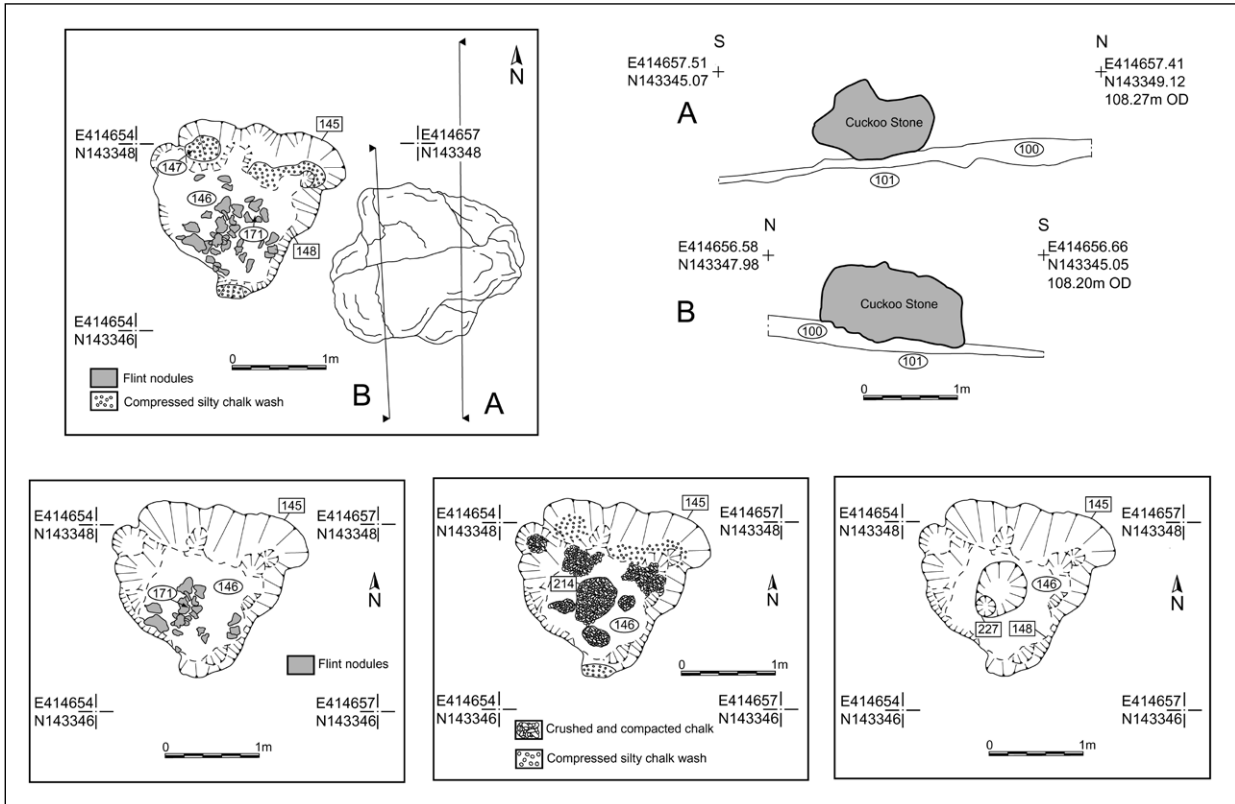 N
E414654
N143348
145
E414657
N143348
147
146
171
148
E414654
N143346
0 1m
Flint nodules
Compressed silty chalk wash
B
A
S
N
E414657.51
N143345.07
E414657.41
N143349.12
108.27m OD
A
Cuckoo Stone
100
101
N
S
E414656.58
N143347.98
E414656.66
N143345.05
108.20m OD
B
Cuckoo Stone
100
101
0 1m
145
E414654
N143348
E414657
N143348
N
171
146
Flint nodules
E414654
N143346
E414657
N143346
0 1m
145
E414654
N143348
E414657
N143348
N
214
146
0 1m
E414654
N143346
E414657
N143346
Crushed and compacted chalk
Compressed silty chalk wash
145
E414654
N143348
E414657
N143348
N
146
227
148
E414654
N143346
E414657
N143346
0 1m